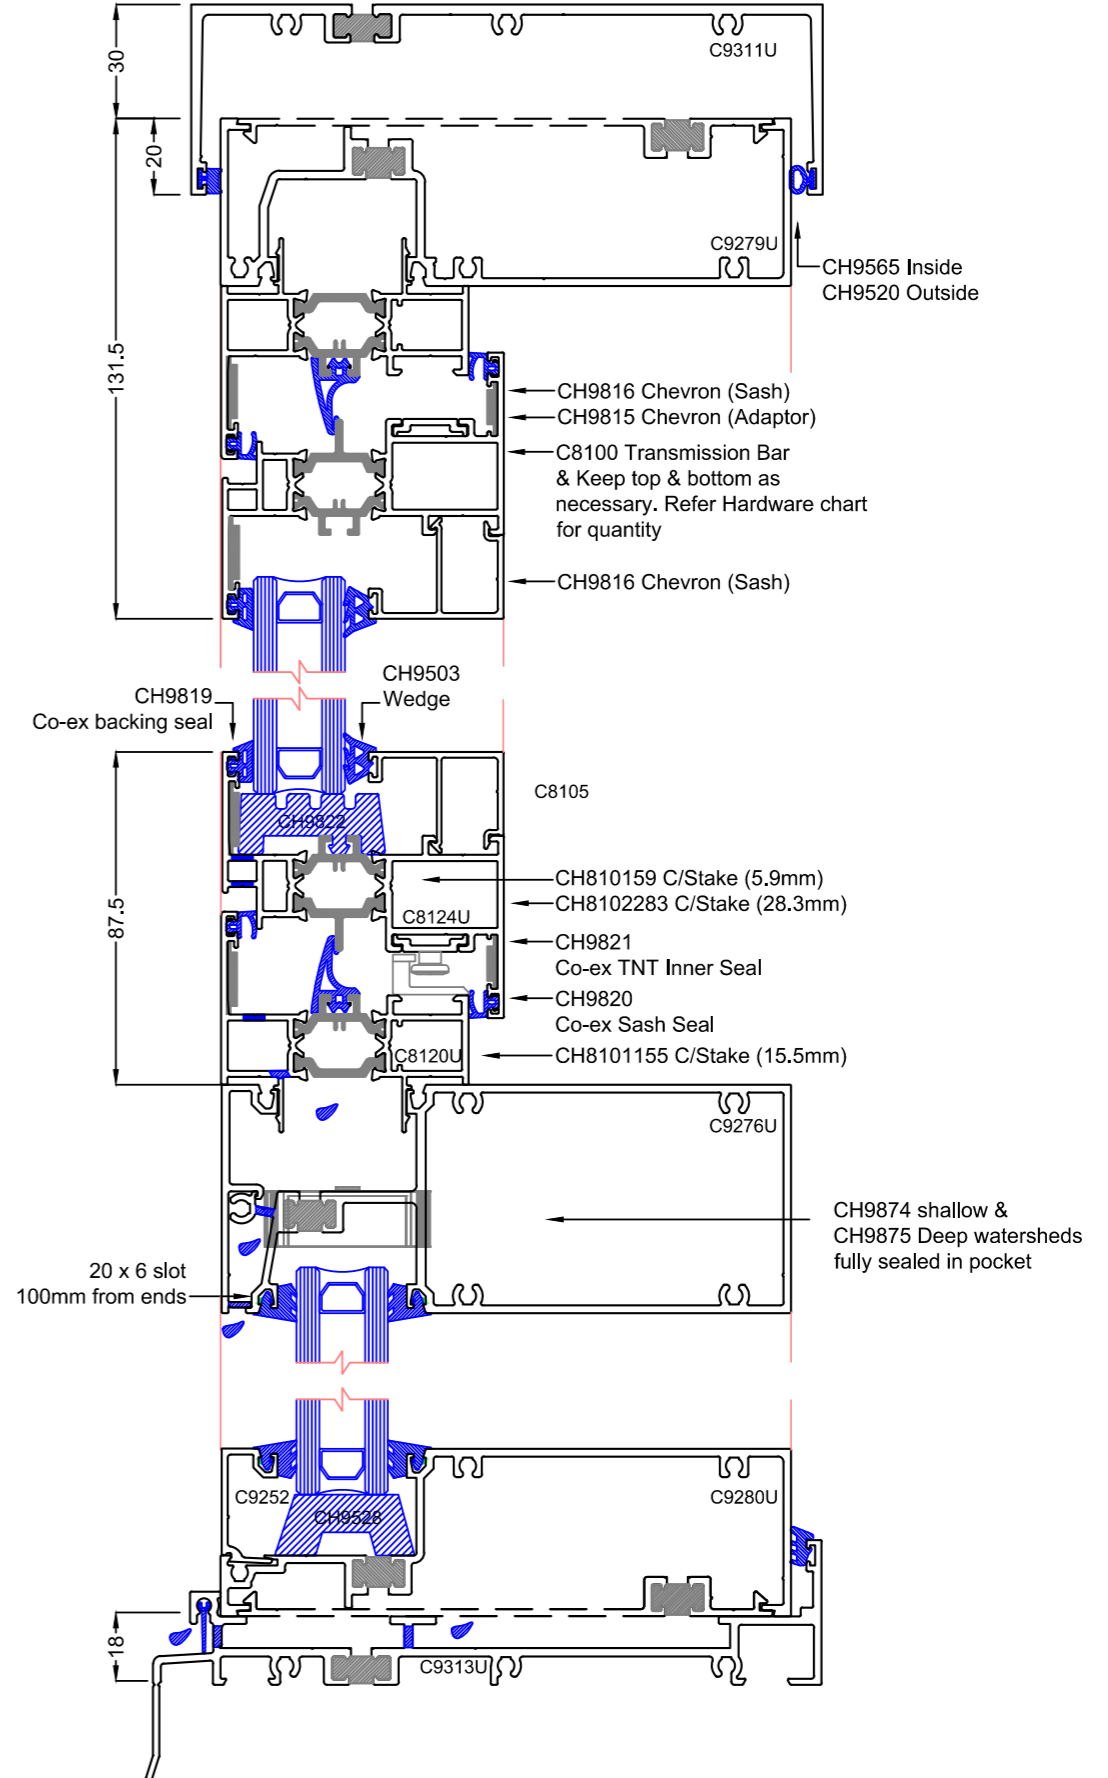 C9311U
30
20
C9279U
CH9565 Inside
CH9520 Outside
131.5
CH9816 Chevron (Sash)
CH9815 Chevron (Adaptor)
C8100 Transmission Bar
& Keep top & bottom as
necessary. Refer Hardware chart
for quantity
CH9816 Chevron (Sash)
CH9503
Wedge
CH9819
Co-ex backing seal
C8105
CH9822
CH810159 C/Stake (5.9mm)
CH8102283 C/Stake (28.3mm)
C8124U
87.5
CH9821
Co-ex TNT Inner Seal
CH9820
Co-ex Sash Seal
CH8101155 C/Stake (15.5mm)
C8120U
C9276U
CH9874 shallow &
CH9875 Deep watersheds
fully sealed in pocket
20 x 6 slot
100mm from ends
C9252
C9280U
CH9528
18
C9313U